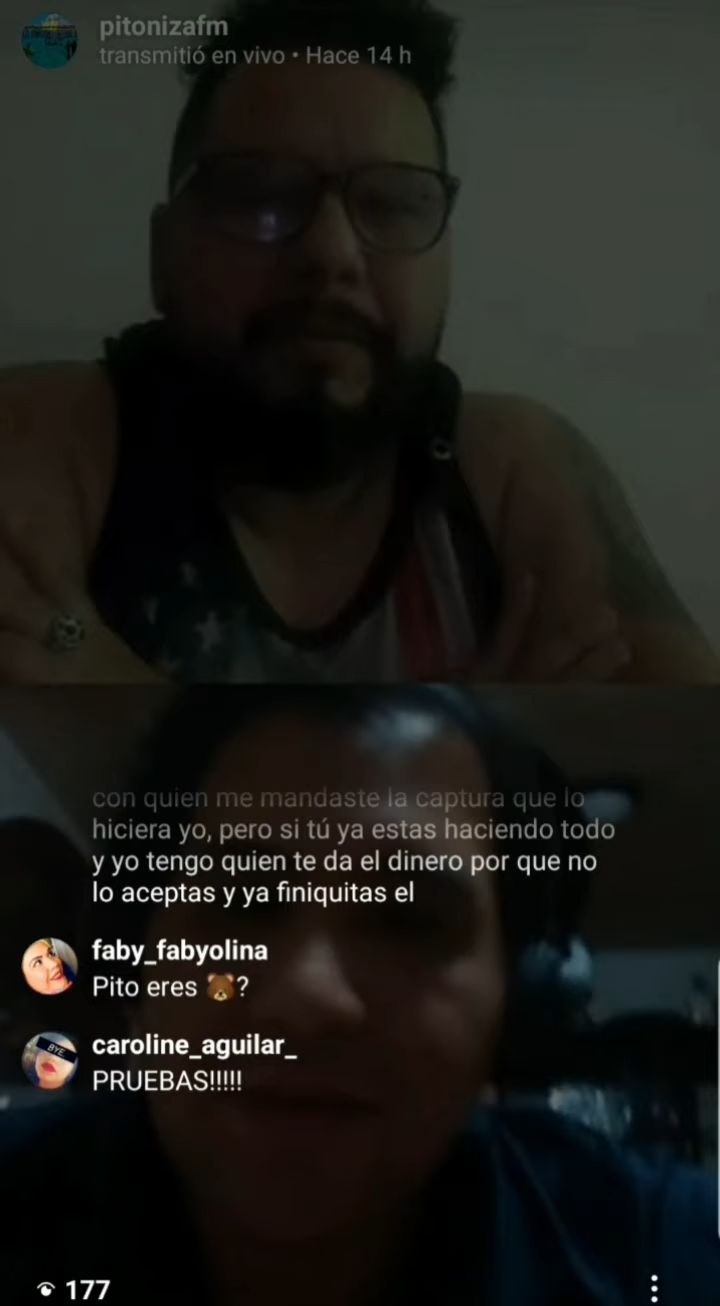 pitonizafm
transmitió en vivo • Hace 14 h
con quien me mandaste la captura que lo
hiciera yo, pero si tú ya estas haciendo todo
y yo tengo quien te da el dinero por que no
lo aceptas y ya finiquitas el
faby_fabyolina
Pito eres 🐻?
caroline_aguilar_
BYE
PRUEBAS!!!!!
177